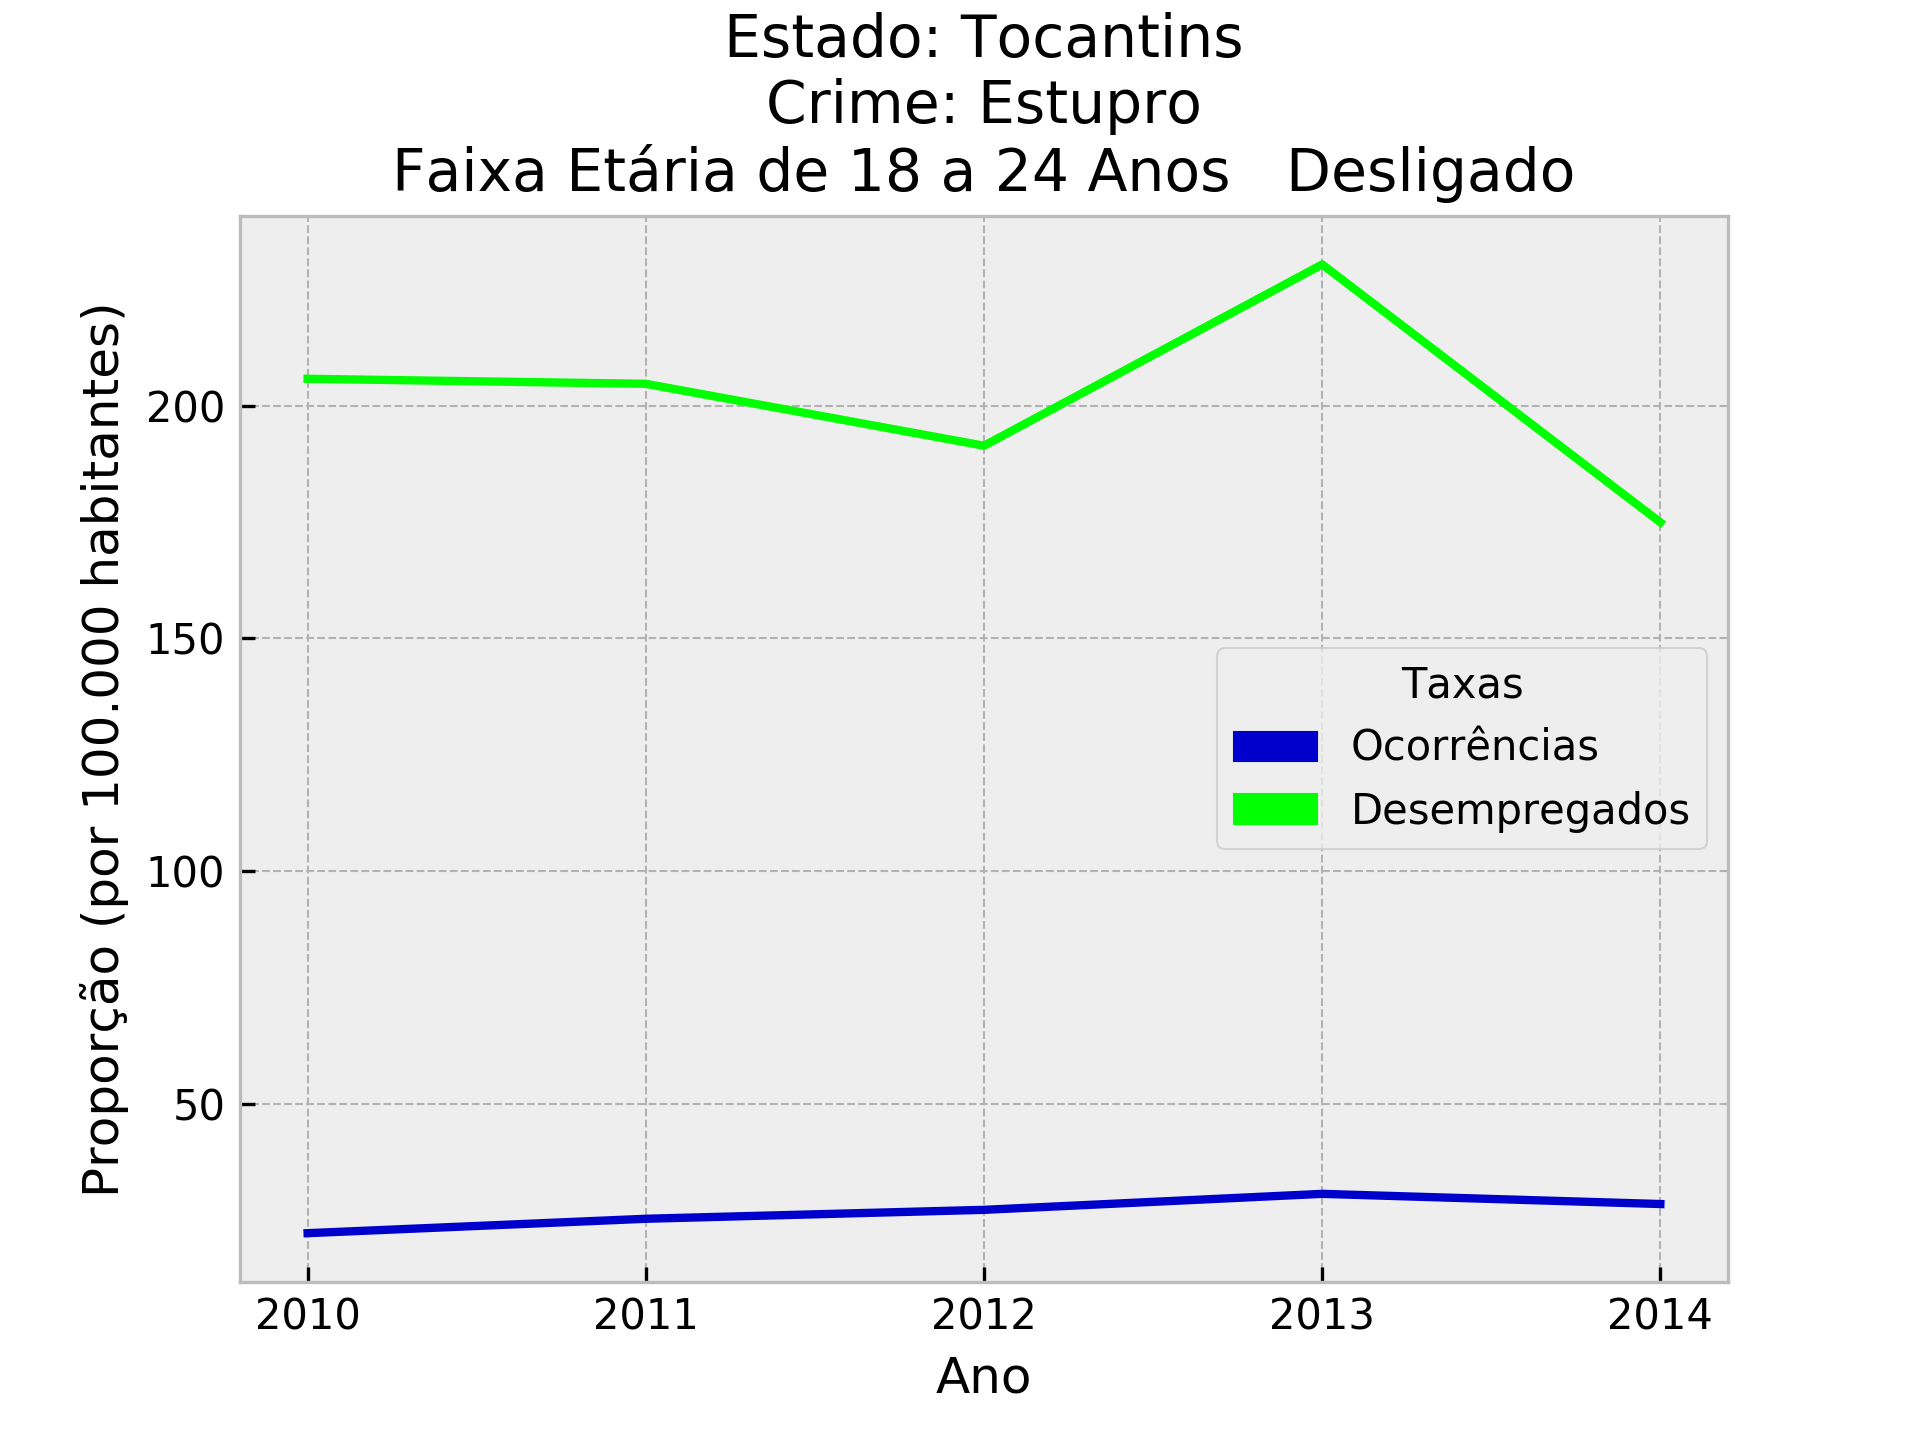 Estado: Tocantins
Crime: Estupro
Faixa Etária de 18 a 24 Anos   Desligado
Proporção (por 100.000 habitantes)
200
150
100
50
Taxas
Ocorrências
Desempregados
2010 2011 2012 2013 2014
Ano